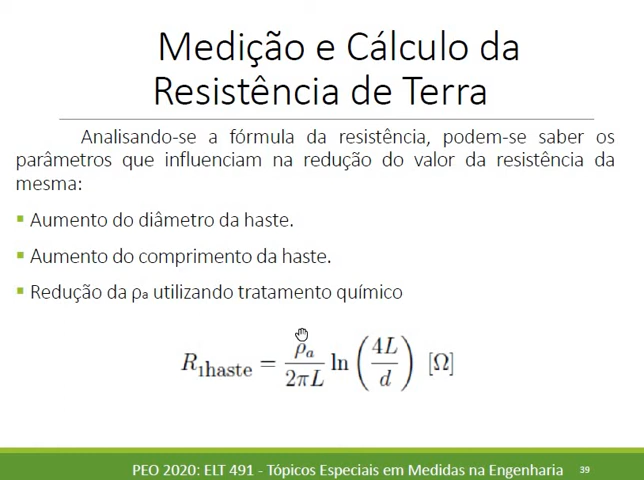 Medição e Cálculo da
Resistência de Terra
Analisando-se a fórmula da resistência, podem-se saber os
parâmetros que influenciam na redução do valor da resistência da
mesma:
Aumento do diâmetro da haste.
Aumento do comprimento da haste.
Redução da ρₐ utilizando tratamento químico
R₁haste = ρₐ/2πL ln (4L/d) [Ω]
PEO 2020: ELT 491 - Tópicos Especiais em Medidas na Engenharia 39